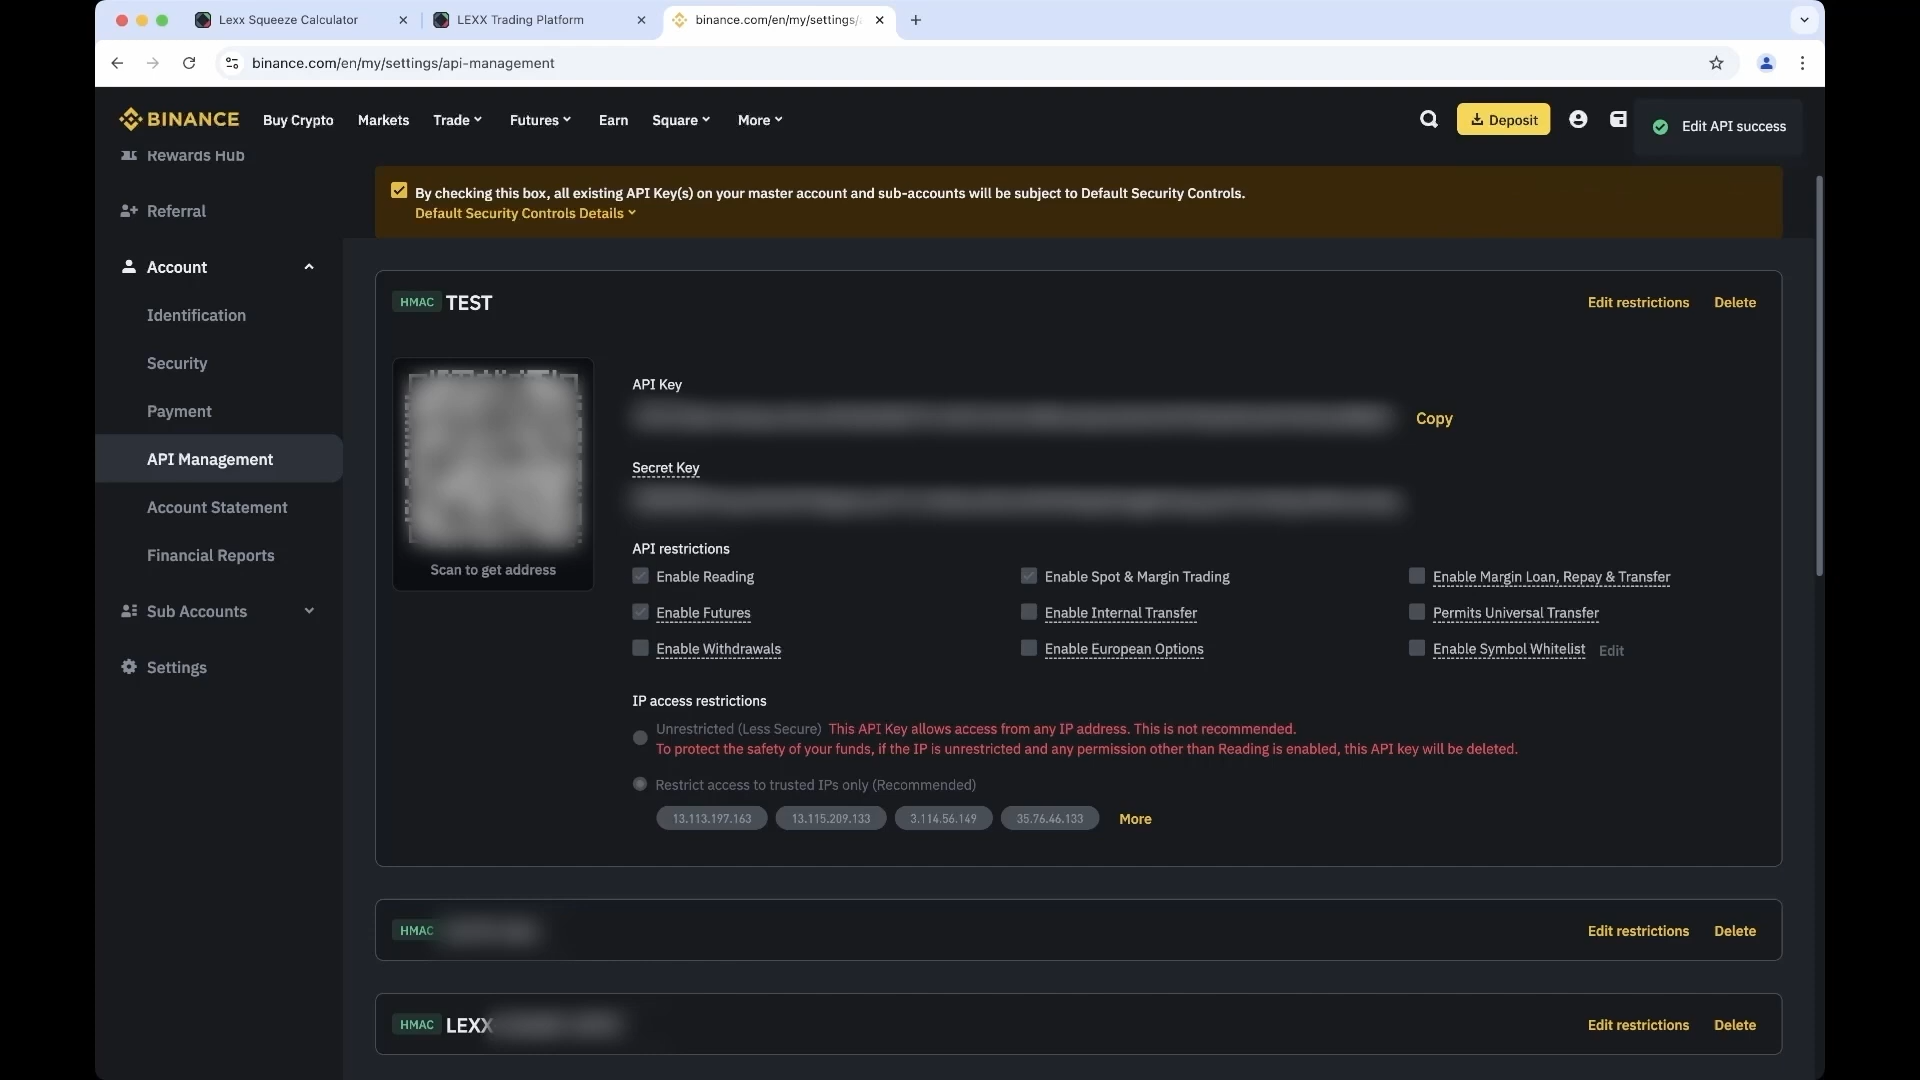 Lexx Squeeze Calculator
LEXX Trading Platform
binance.com/en/my/settings/
binance.com/en/my/settings/api-management
BINANCE
Buy Crypto
Markets
Trade
Futures
Earn
Square
More
Deposit
Edit API success
Rewards Hub
Referral
Account
Identification
Security
Payment
API Management
Account Statement
Financial Reports
Sub Accounts
Settings
By checking this box, all existing API Key(s) on your master account and sub-accounts will be subject to Default Security Controls.
Default Security Controls Details
HMAC TEST
Edit restrictions
Delete
Scan to get address
API Key
Copy
Secret Key
API restrictions
Enable Reading
Enable Spot & Margin Trading
Enable Margin Loan, Repay & Transfer
Enable Futures
Enable Internal Transfer
Permits Universal Transfer
Enable Withdrawals
Enable European Options
Enable Symbol Whitelist
Edit
IP access restrictions
Unrestricted (Less Secure) This API Key allows access from any IP address. This is not recommended.
To protect the safety of your funds, if the IP is unrestricted and any permission other than Reading is enabled, this API key will be deleted.
Restrict access to trusted IPs only (Recommended)
13.113.197.163
13.115.209.133
3.114.56.149
35.76.46.133
More
HMAC
Edit restrictions
Delete
HMAC LEXX
Edit restrictions
Delete